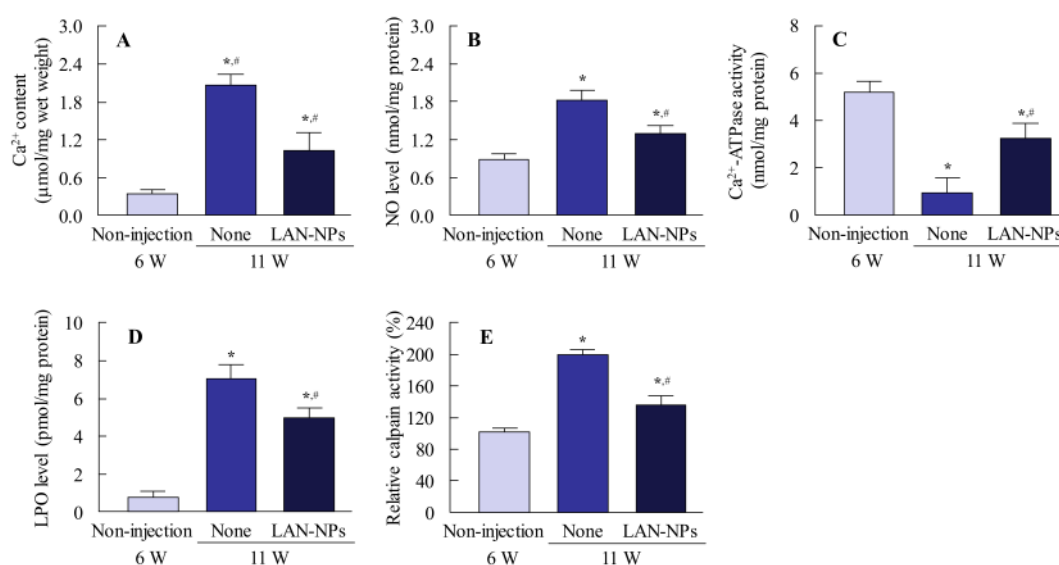 A
Ca²⁺ content
(µmol/mg wet weight)
3.0
2.4
1.8
1.2
0.6
0.0
*,#
*,#
Non-injection None LAN-NPs
6 W 11 W
B
NO level (nmol/mg protein)
3.0
2.4
1.8
1.2
0.6
0.0
*
*,#
Non-injection None LAN-NPs
6 W 11 W
C
Ca²⁺-ATPase activity
(nmol/mg protein)
8
6
4
2
0
*
*,#
Non-injection None LAN-NPs
6 W 11 W
D
LPO level (pmol/mg protein)
10
8
6
4
2
0
*
*,#
Non-injection None LAN-NPs
6 W 11 W
E
Relative calpain activity (%)
240
200
160
120
80
40
0
*
*,#
Non-injection None LAN-NPs
6 W 11 W